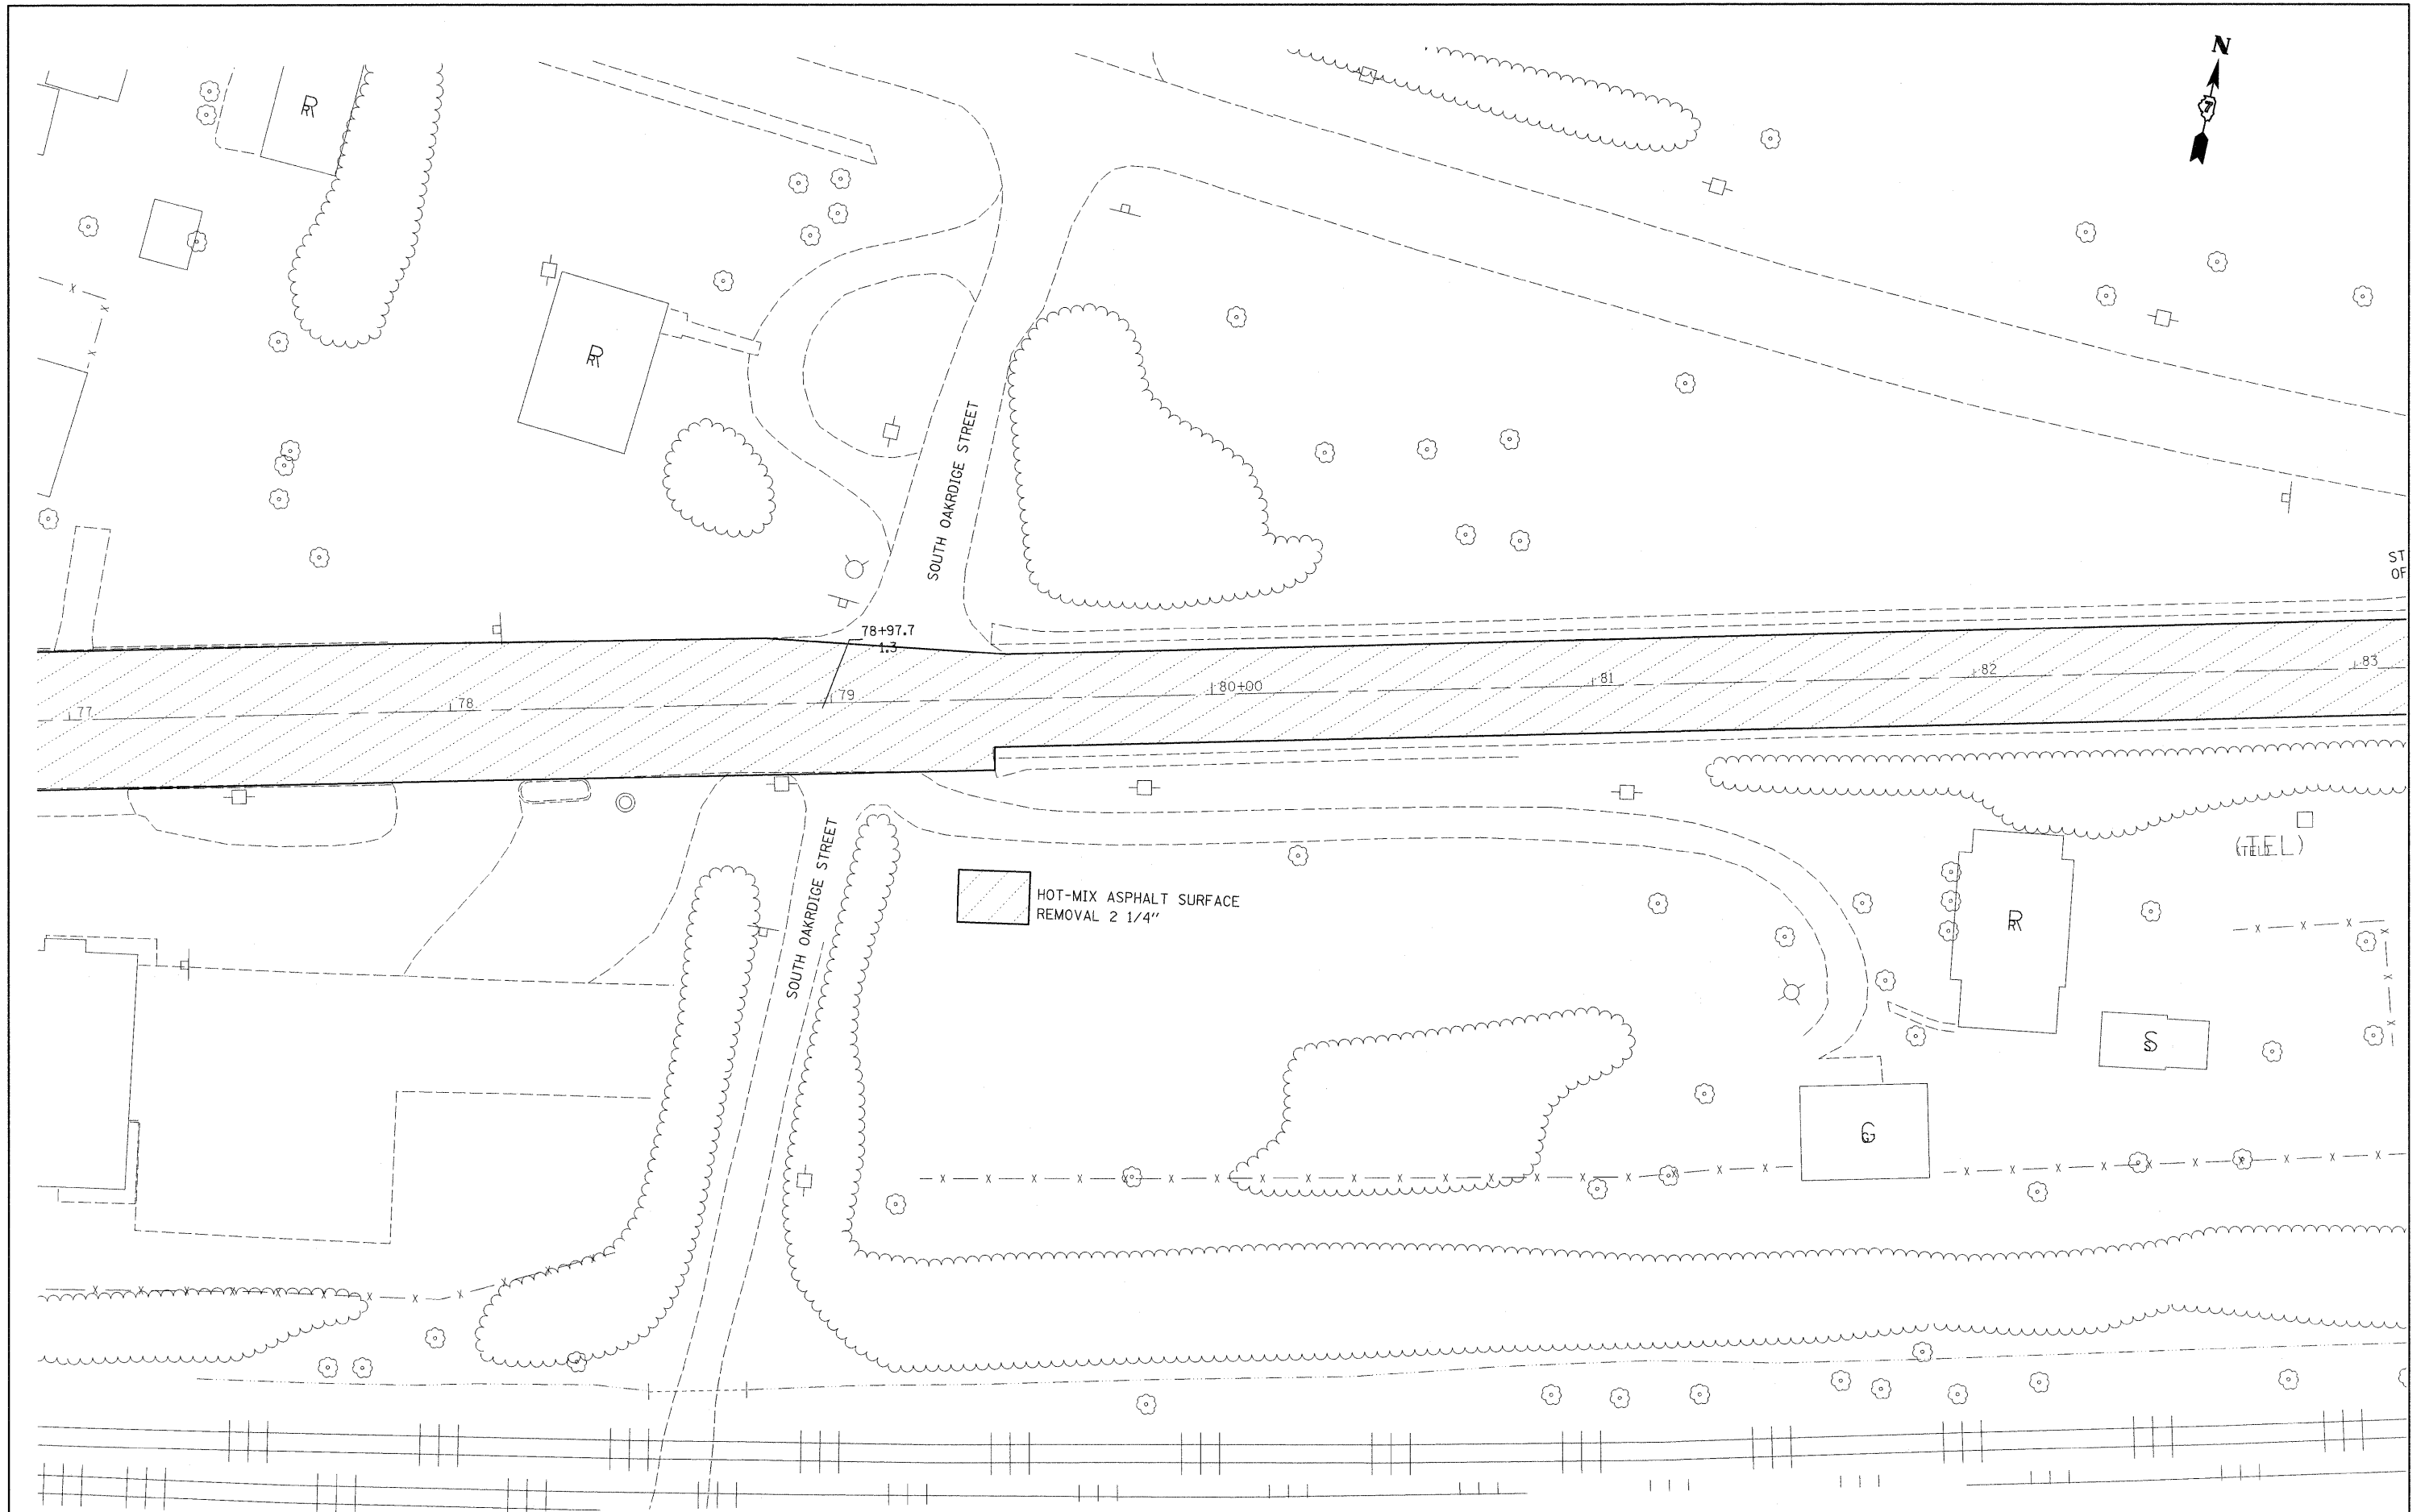 N
7
R
R
SOUTH OAKRDIGE STREET
ST
OF
78+97.7
1.3
77
78
79
80+00
81
82
83
SOUTH OAKRDIGE STREET
HOT-MIX ASPHALT SURFACE
REMOVAL 2 1/4"
(TEL)
R
S
G